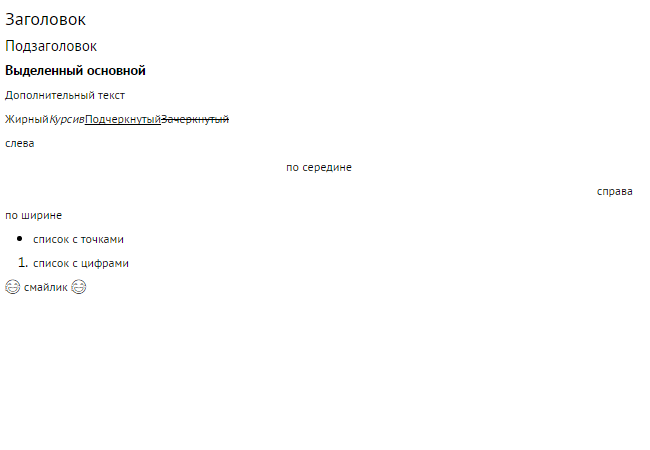 Заголовок
Подзаголовок
Выделенный основной
Дополнительный текст
ЖирныйКурсивПодчеркнутыйЗачеркнутый
слева
по середине
справа
по ширине
• список с точками
1. список с цифрами
😂 смайлик 😂